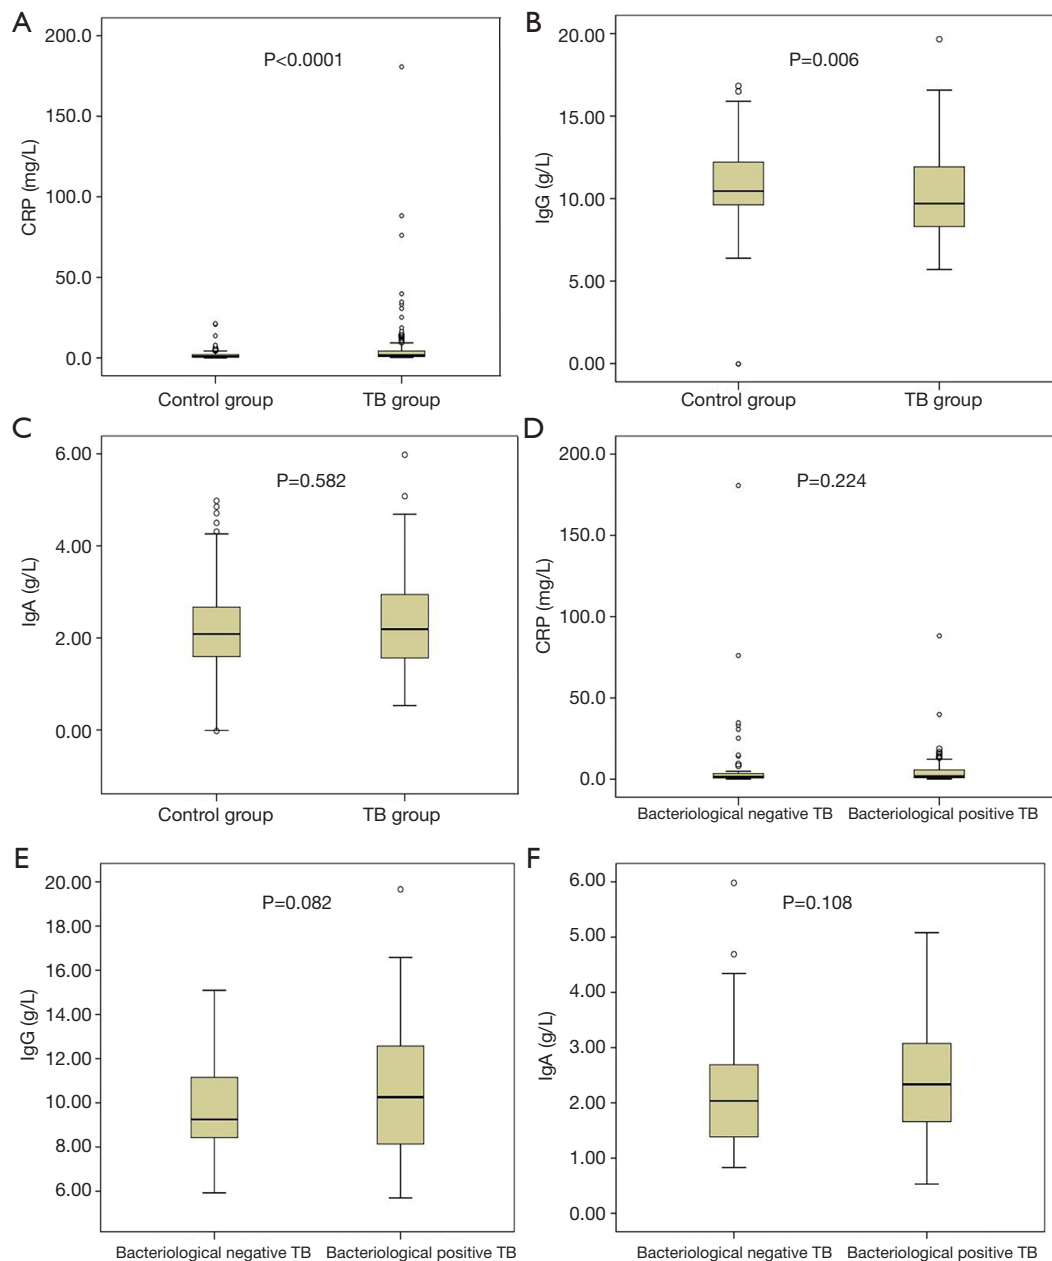 A
CRP (mg/L)
200.0
150.0
100.0
50.0
0.0
P<0.0001
Control group
TB group
B
IgG (g/L)
20.00
15.00
10.00
5.00
0.00
P=0.006
Control group
TB group
C
IgA (g/L)
6.00
4.00
2.00
0.00
P=0.582
Control group
TB group
D
CRP (mg/L)
200.0
150.0
100.0
50.0
0.0
P=0.224
Bacteriological negative TB
Bacteriological positive TB
E
IgG (g/L)
20.00
18.00
16.00
14.00
12.00
10.00
8.00
6.00
P=0.082
Bacteriological negative TB
Bacteriological positive TB
F
IgA (g/L)
6.00
5.00
4.00
3.00
2.00
1.00
0.00
P=0.108
Bacteriological negative TB
Bacteriological positive TB